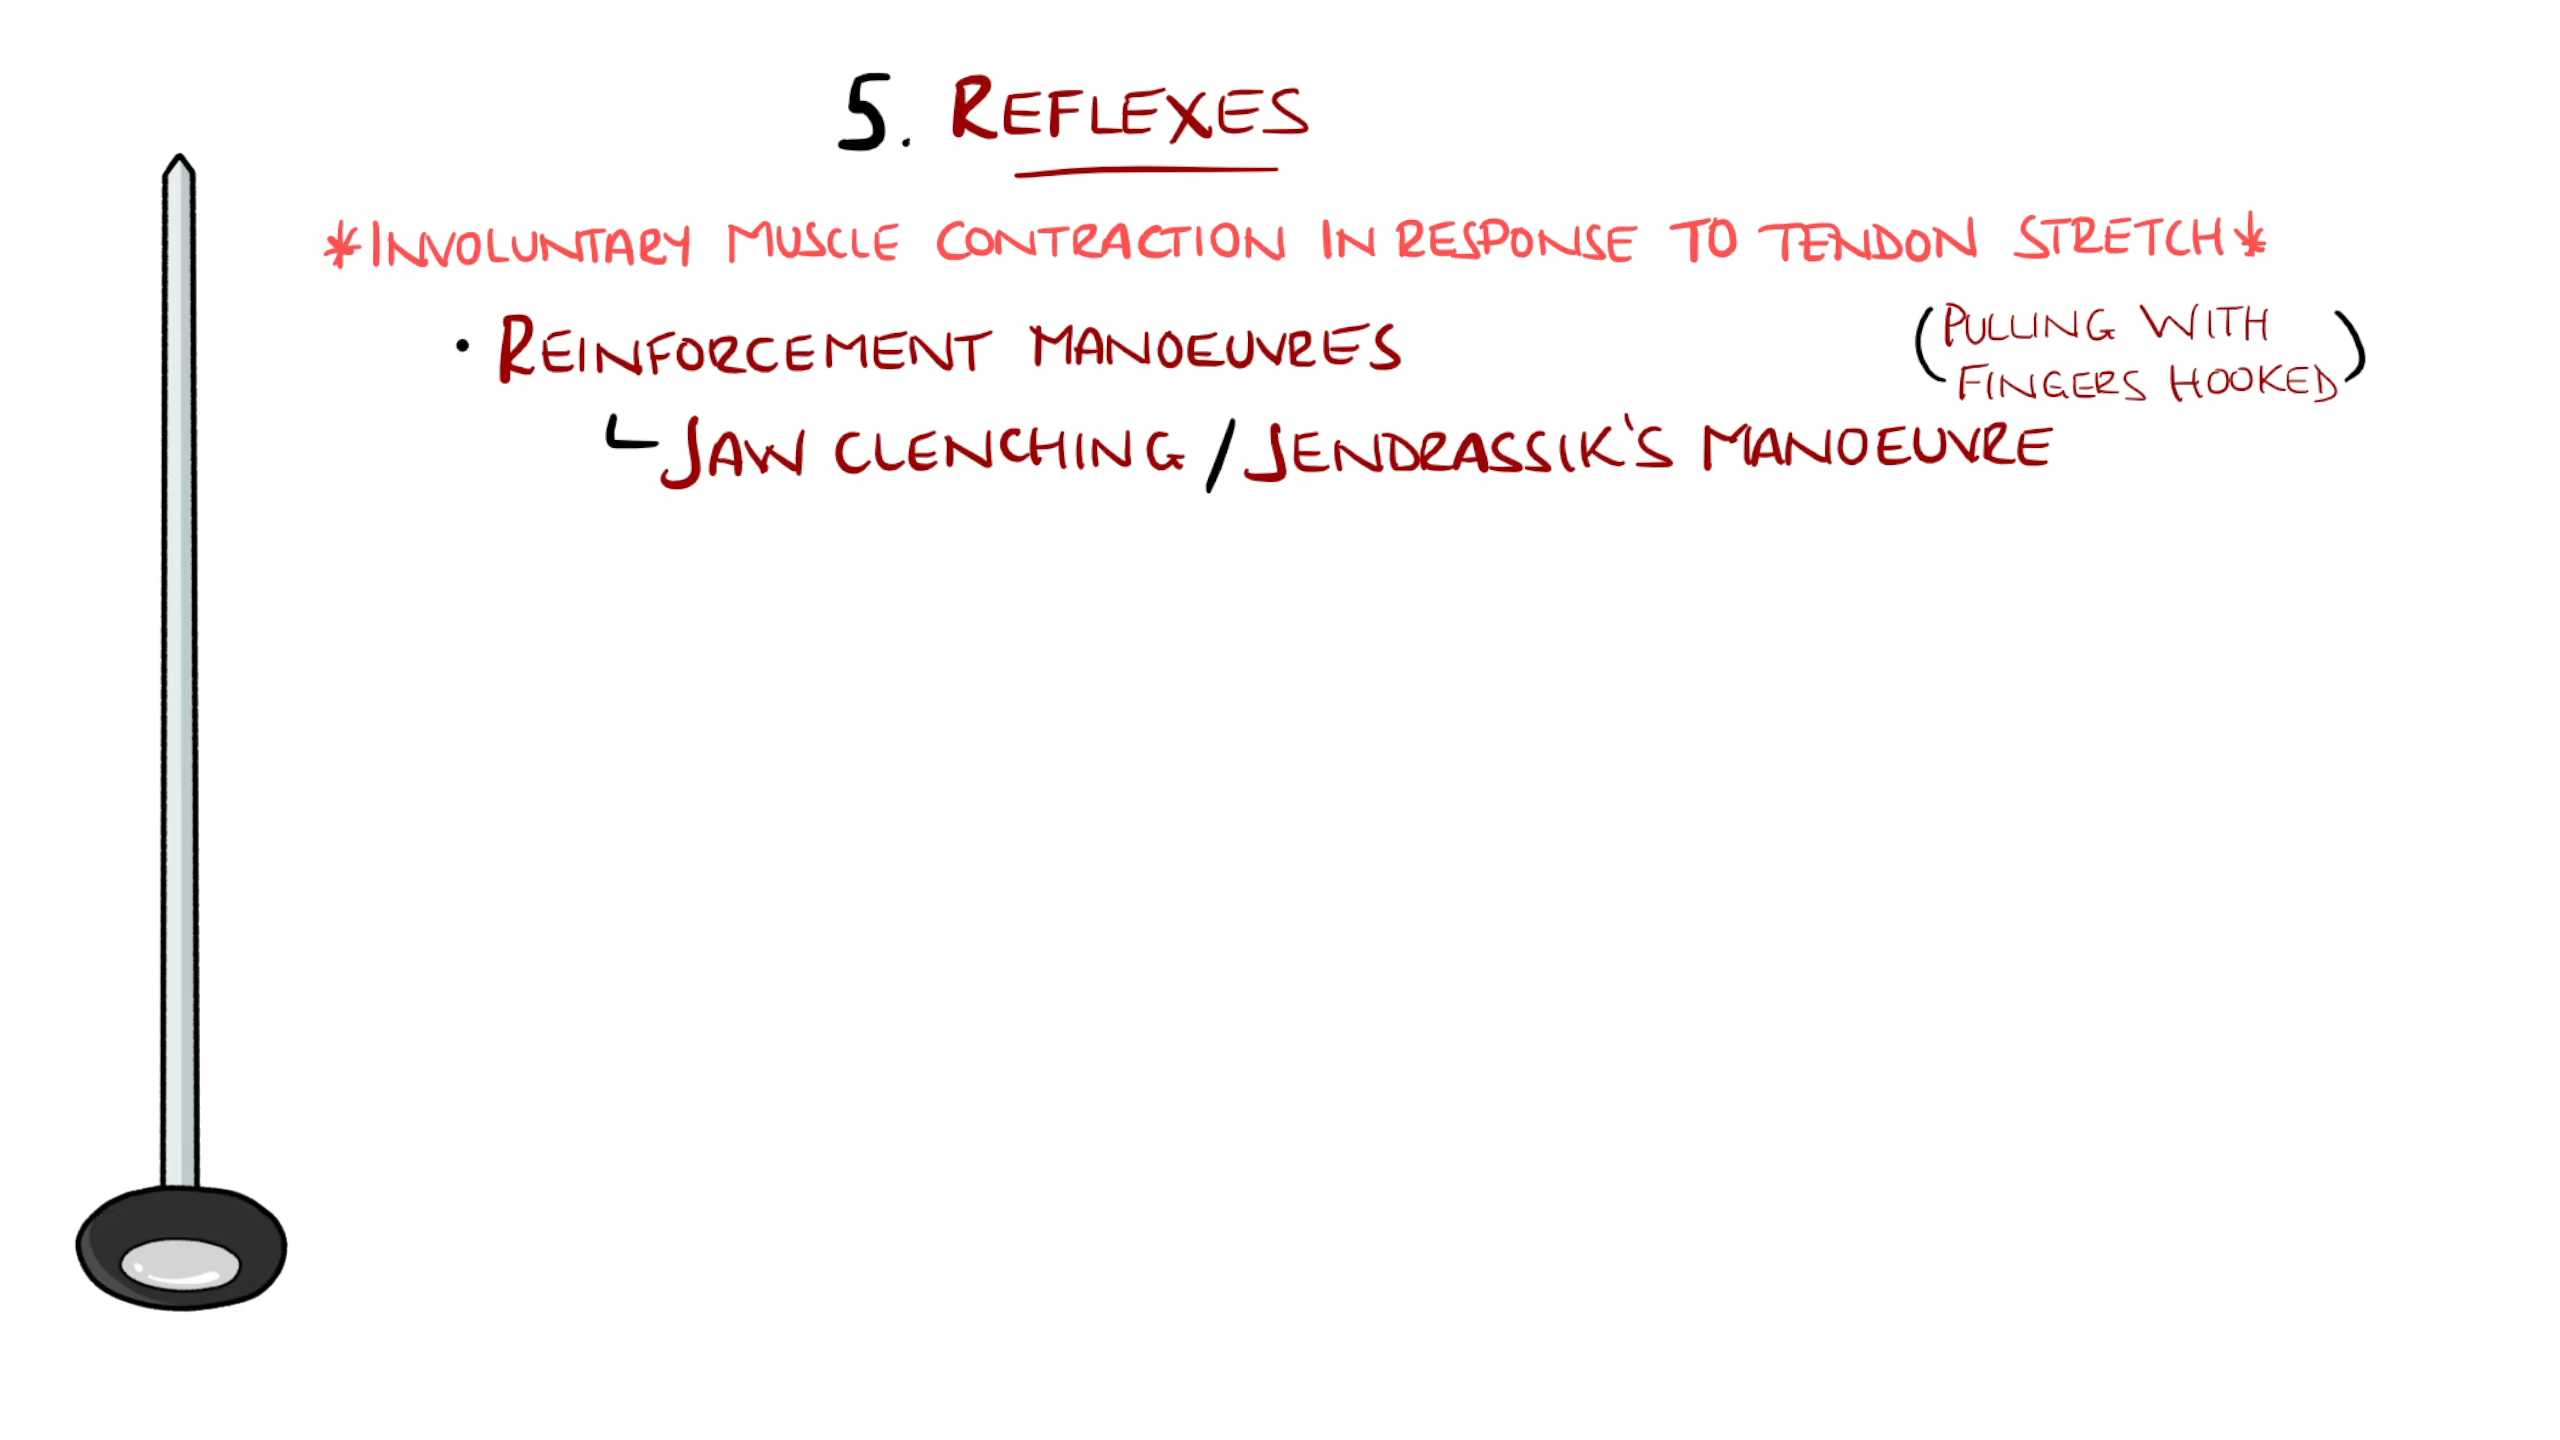 5. REFLEXES
*INVOLUNTARY MUSCLE CONTRACTION IN RESPONSE TO TENDON STRETCH*
• REINFORCEMENT MANOEUVRES
(PULLING WITH
FINGERS HOOKED)
JAW CLENCHING / JENDRASSIK'S MANOEUVRE